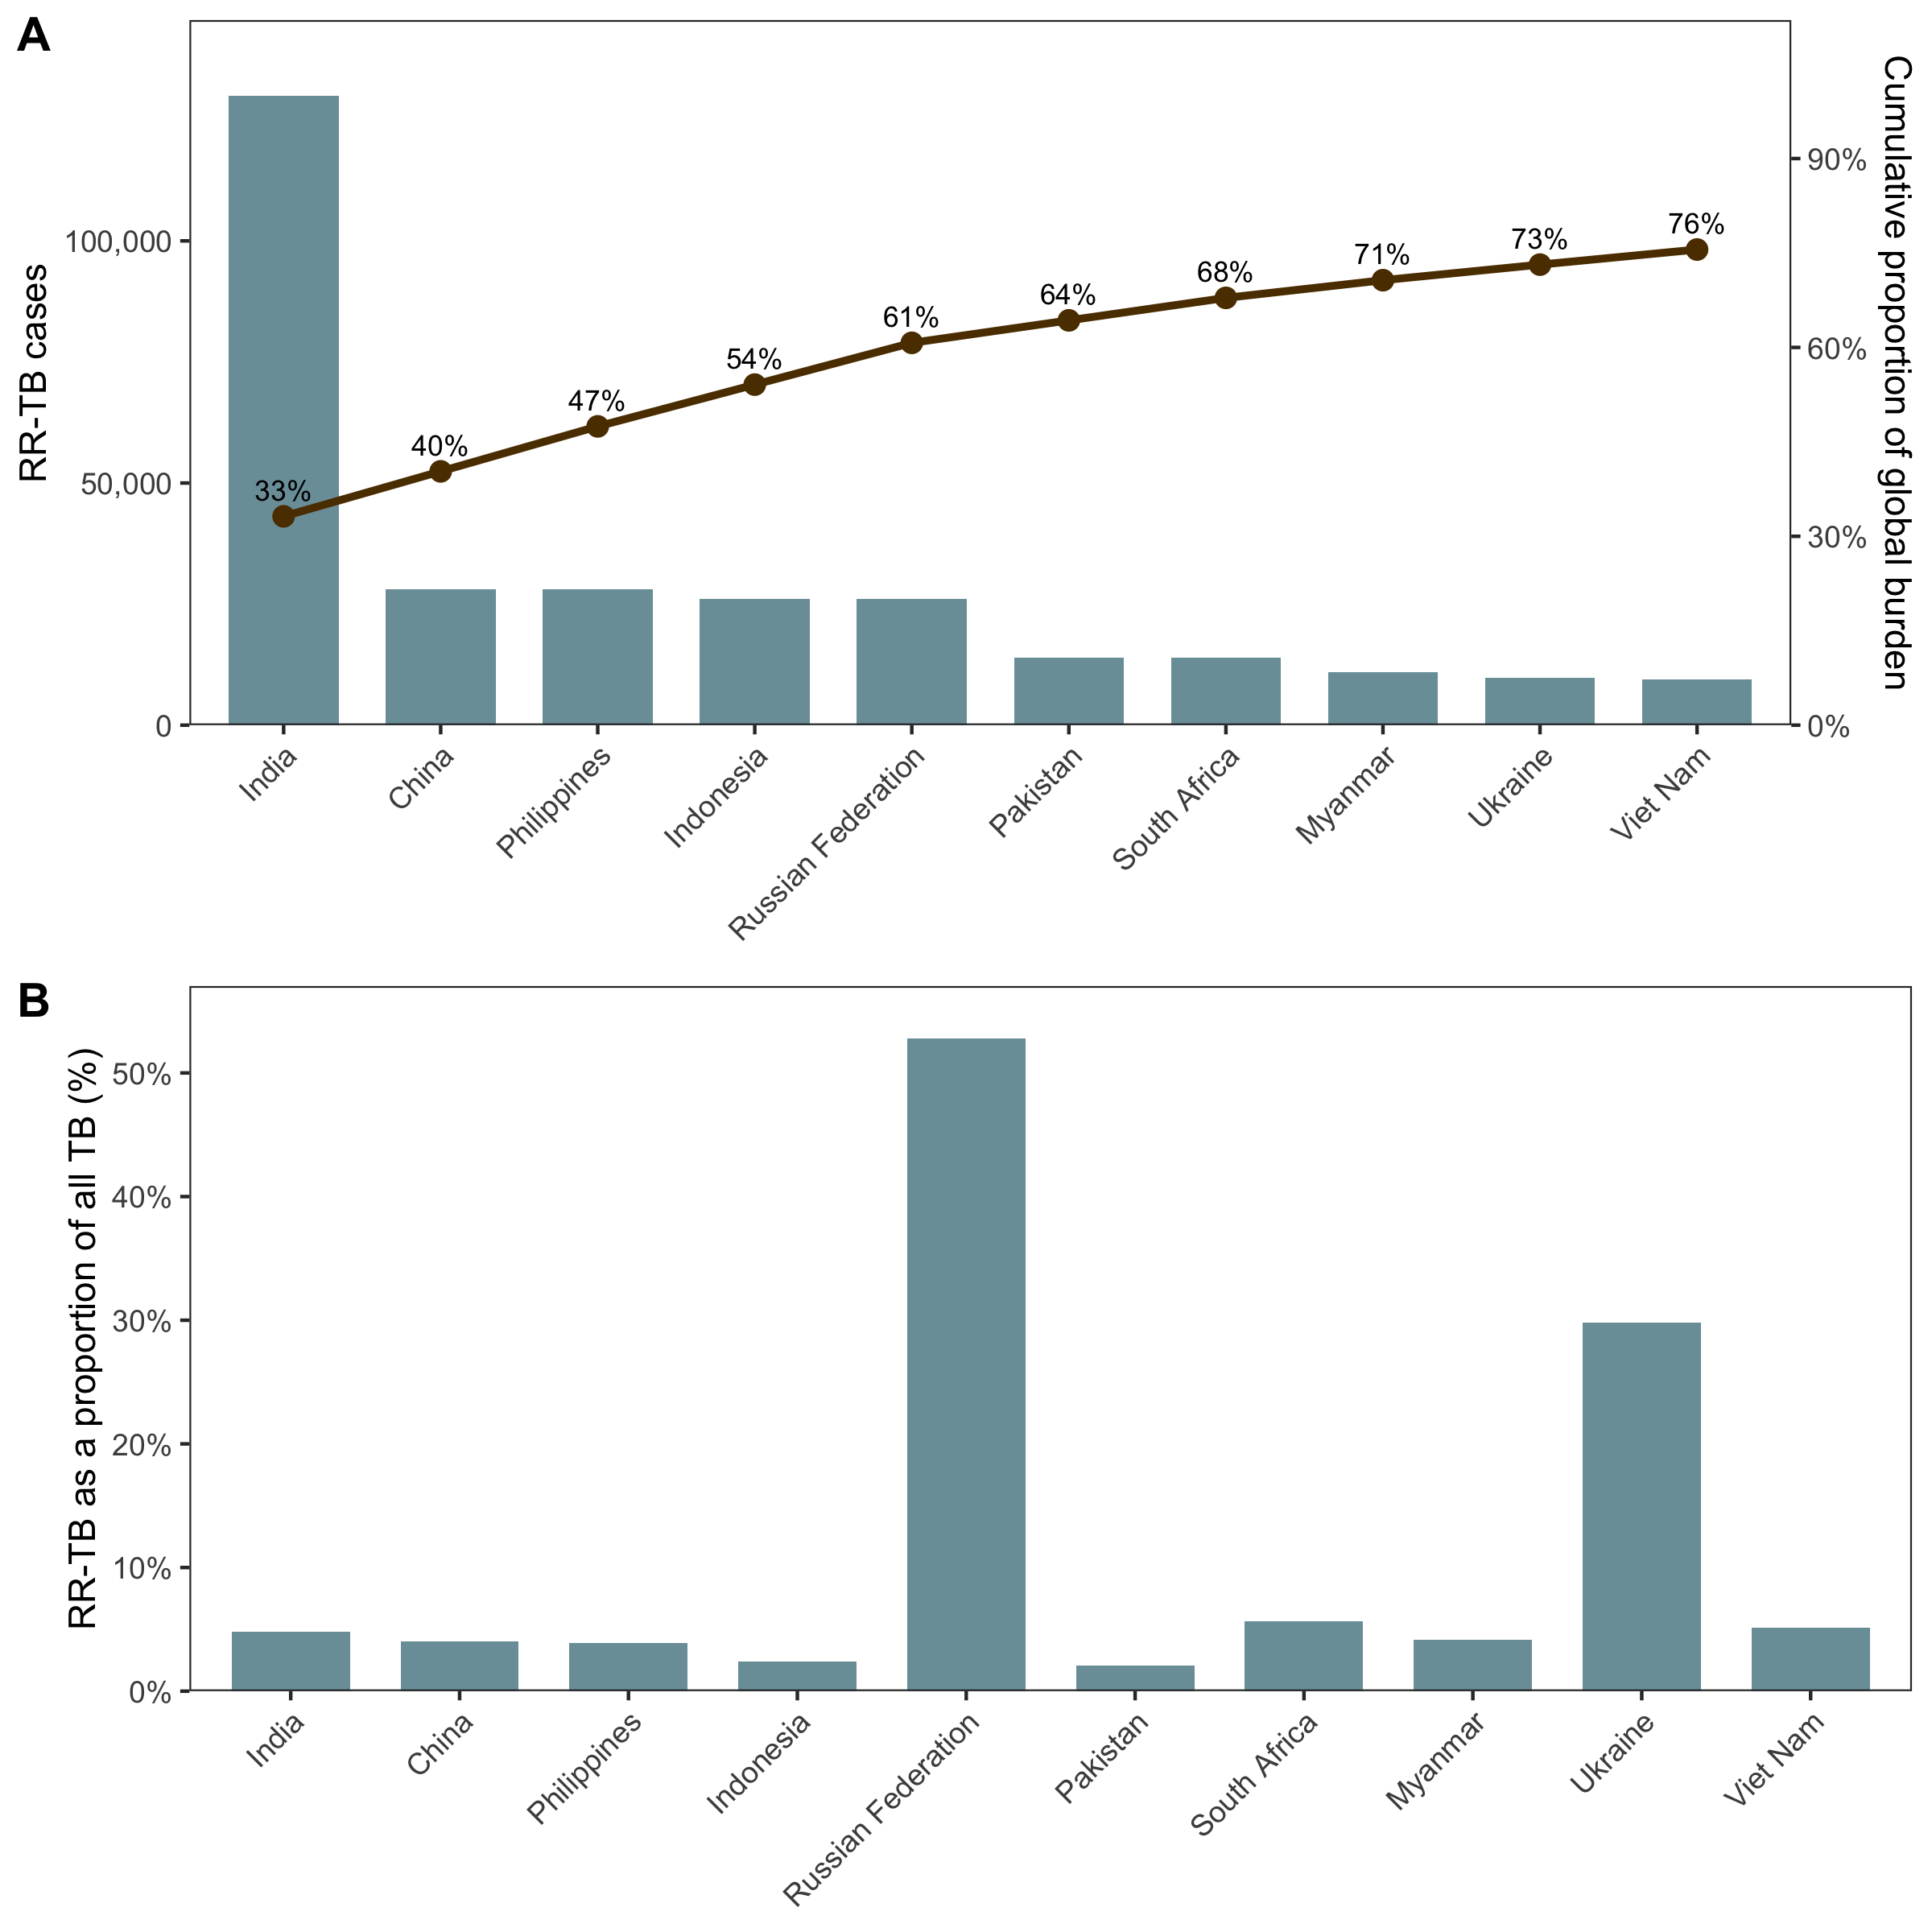 A
RR-TB cases
100,000
50,000
0
90%
60%
30%
0%
Cumulative proportion of global burden
33%
40%
47%
54%
61%
64%
68%
71%
73%
76%
India
China
Philippines
Indonesia
Russian Federation
Pakistan
South Africa
Myanmar
Ukraine
Viet Nam
B
RR-TB as a proportion of all TB (%)
50%
40%
30%
20%
10%
0%
India
China
Philippines
Indonesia
Russian Federation
Pakistan
South Africa
Myanmar
Ukraine
Viet Nam